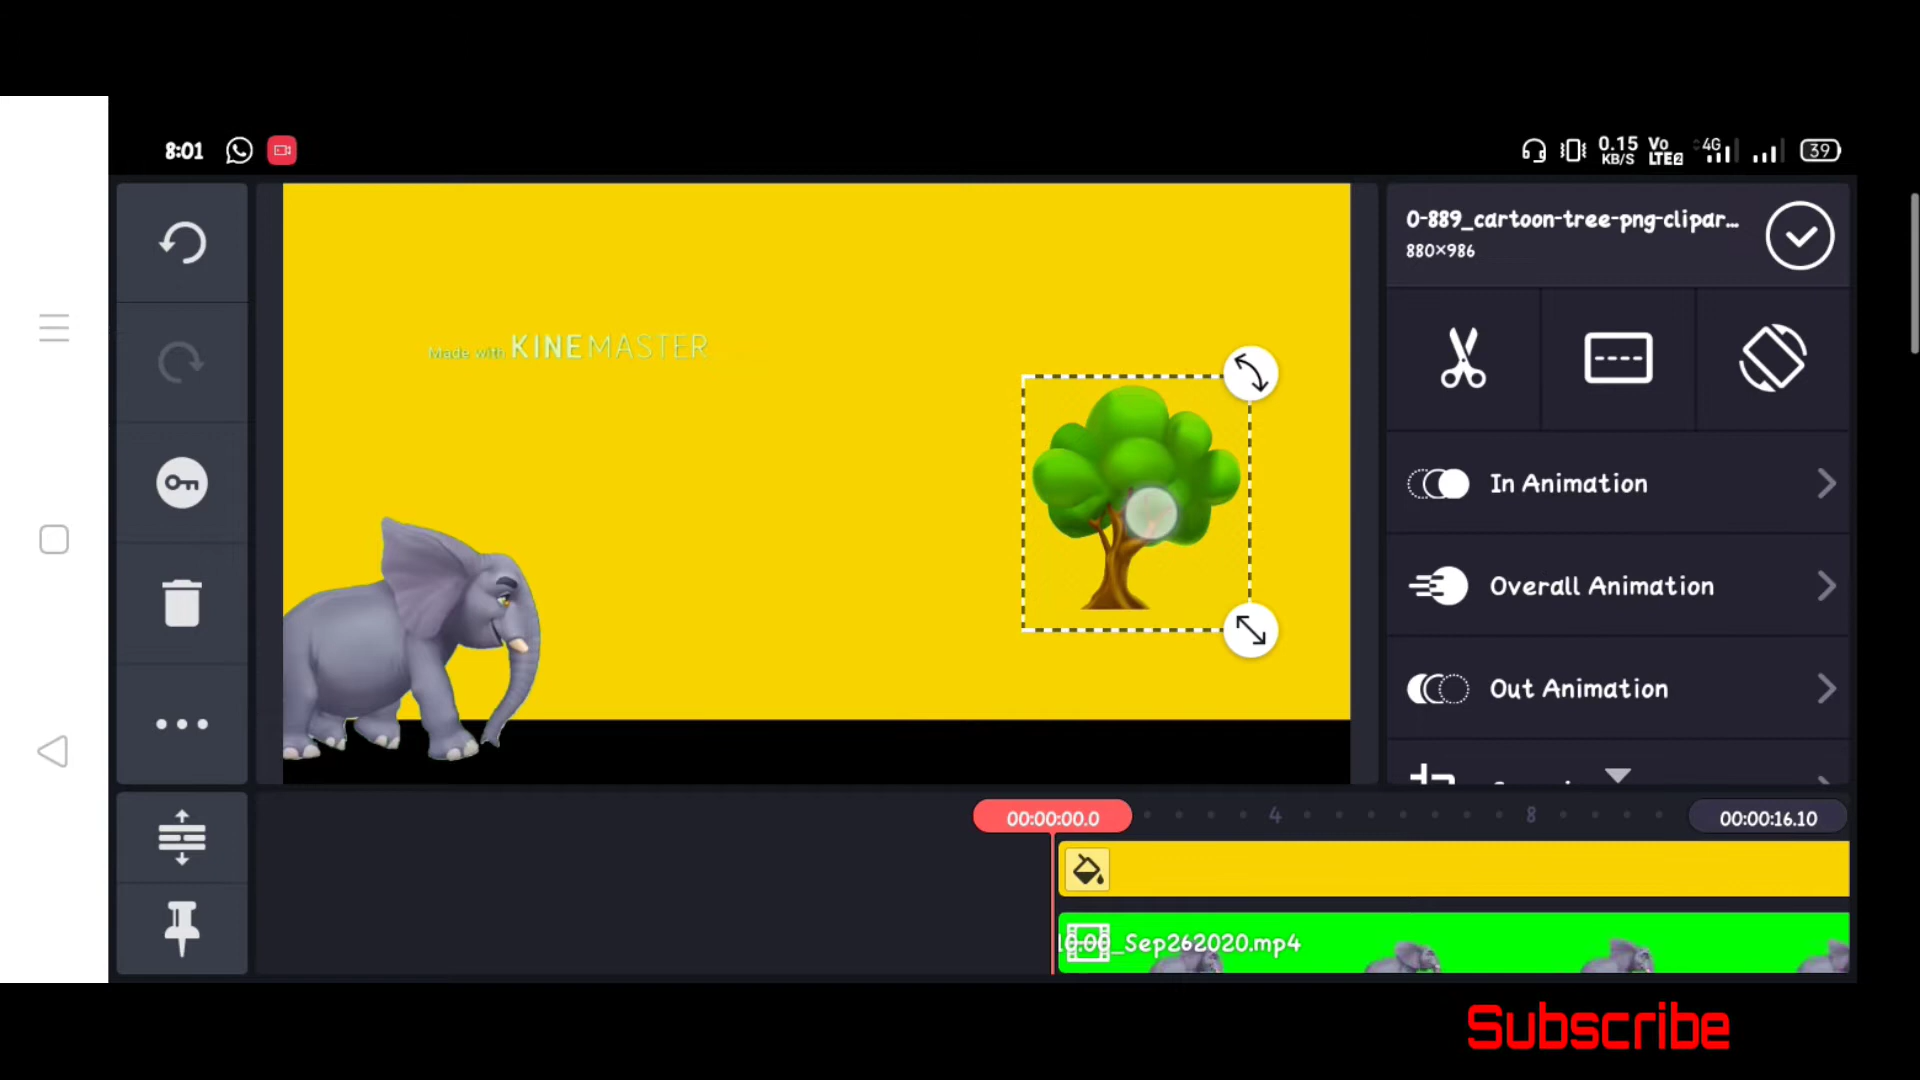 8:01
0.15
KB/S
Vo
LTE2
4G
39
0-889_cartoon-tree-png-clipar...
880×986
Made with KINEMASTER
In Animation
Overall Animation
Out Animation
00:00:00.0
4
8
00:00:16.10
_Sep262020.mp4
Subscribe